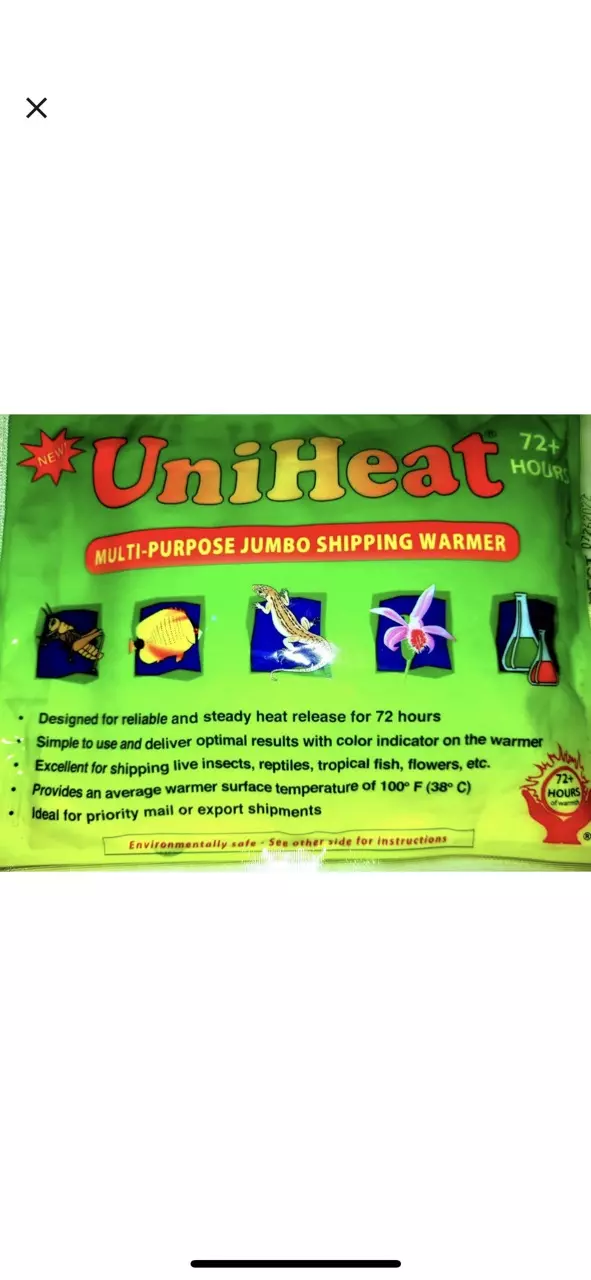 NEW!
UniHeat®
72+
HOURS
MULTI-PURPOSE JUMBO SHIPPING WARMER
• Designed for reliable and steady heat release for 72 hours
• Simple to use and deliver optimal results with color indicator on the warmer
• Excellent for shipping live insects, reptiles, tropical fish, flowers, etc.
• Provides an average warmer surface temperature of 100° F (38° C)
• Ideal for priority mail or export shipments
72+
HOURS
of warmth
®
Environmentally safe - See other side for instructions